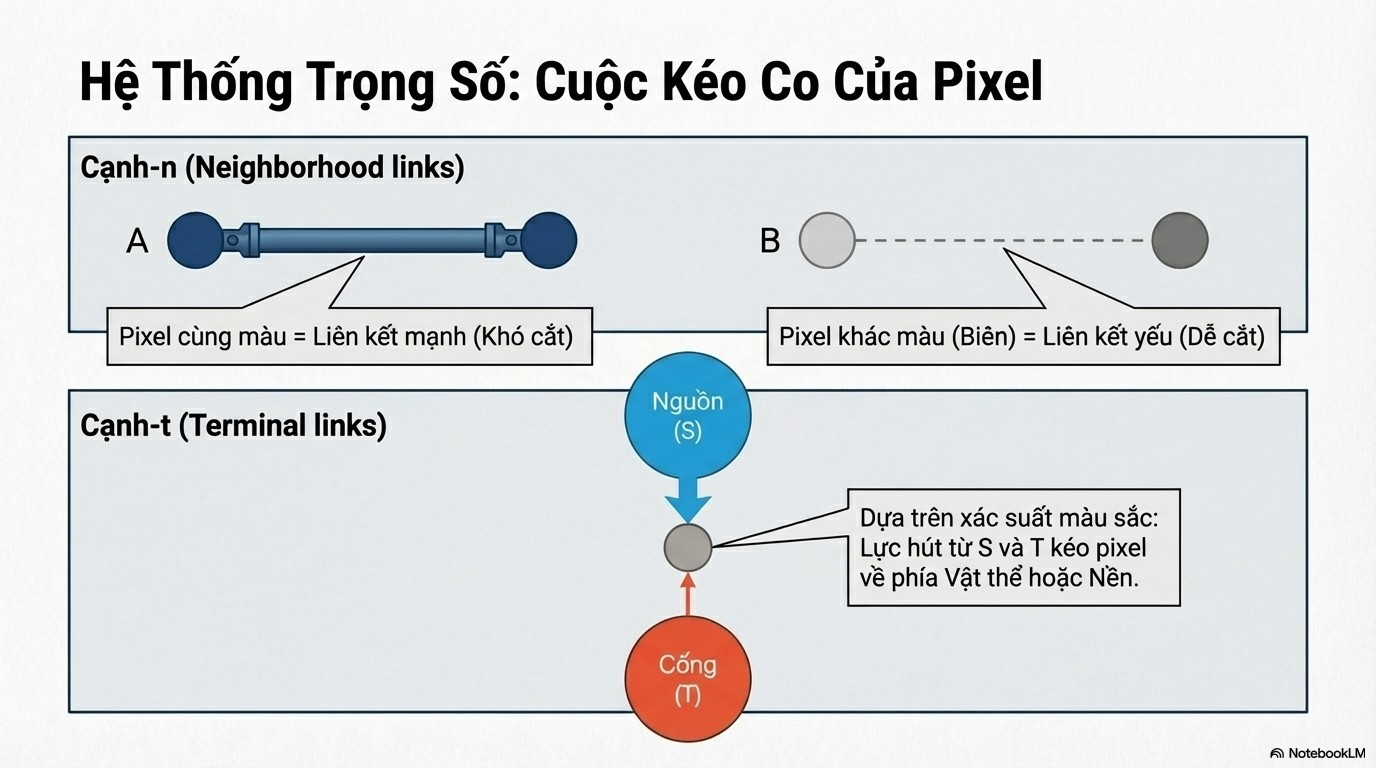 Hệ Thống Trọng Số: Cuộc Kéo Co Của Pixel
Cạnh-n (Neighborhood links)
A
B
Pixel cùng màu = Liên kết mạnh (Khó cắt)
Pixel khác màu (Biên) = Liên kết yếu (Dễ cắt)
Cạnh-t (Terminal links)
Nguồn
(S)
Dựa trên xác suất màu sắc:
Lực hút từ S và T kéo pixel
về phía Vật thể hoặc Nền.
Cống
(T)
NotebookLM